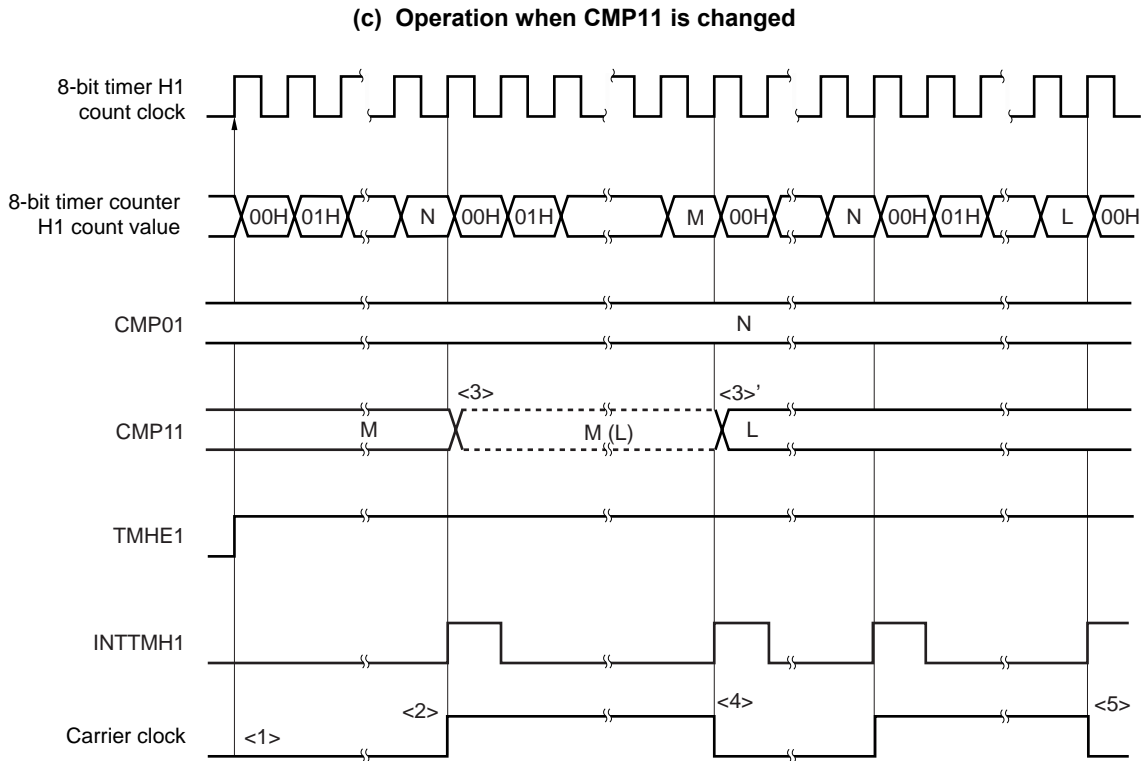 (c) Operation when CMP11 is changed
8-bit timer H1
count clock
8-bit timer counter
H1 count value
00H 01H N 00H 01H M 00H N 00H 01H L 00H
CMP01
N
<3> <3>’
CMP11
M M (L) L
TMHE1
INTTMH1
<2> <4> <5>
Carrier clock
<1>